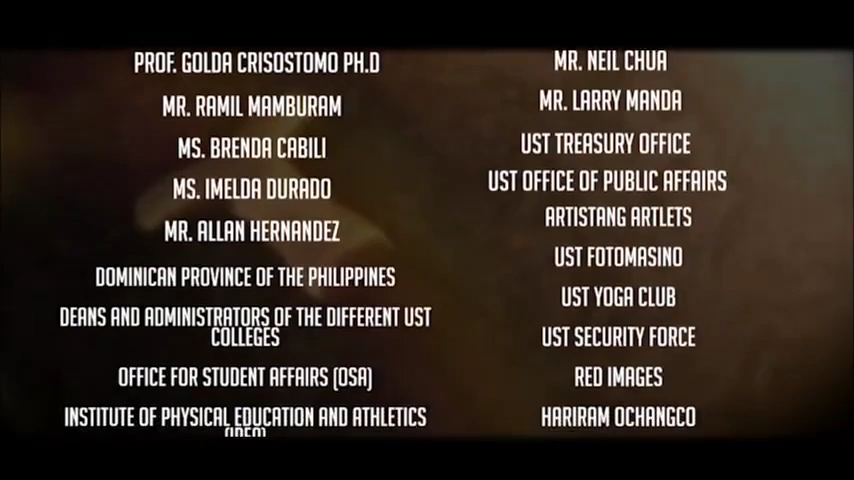 PROF. GOLDA CRISOSTOMO PH.D
MR. RAMIL MAMBURAM
MS. BRENDA CABILI
MS. IMELDA DURADO
MR. ALLAN HERNANDEZ
DOMINICAN PROVINCE OF THE PHILIPPINES
DEANS AND ADMINISTRATORS OF THE DIFFERENT UST
COLLEGES
OFFICE FOR STUDENT AFFAIRS (OSA)
INSTITUTE OF PHYSICAL EDUCATION AND ATHLETICS
MR. NEIL CHUA
MR. LARRY MANDA
UST TREASURY OFFICE
UST OFFICE OF PUBLIC AFFAIRS
ARTISTANG ARTLETS
UST FOTOMASINO
UST YOGA CLUB
UST SECURITY FORCE
RED IMAGES
HARIRAM OCHANGCO